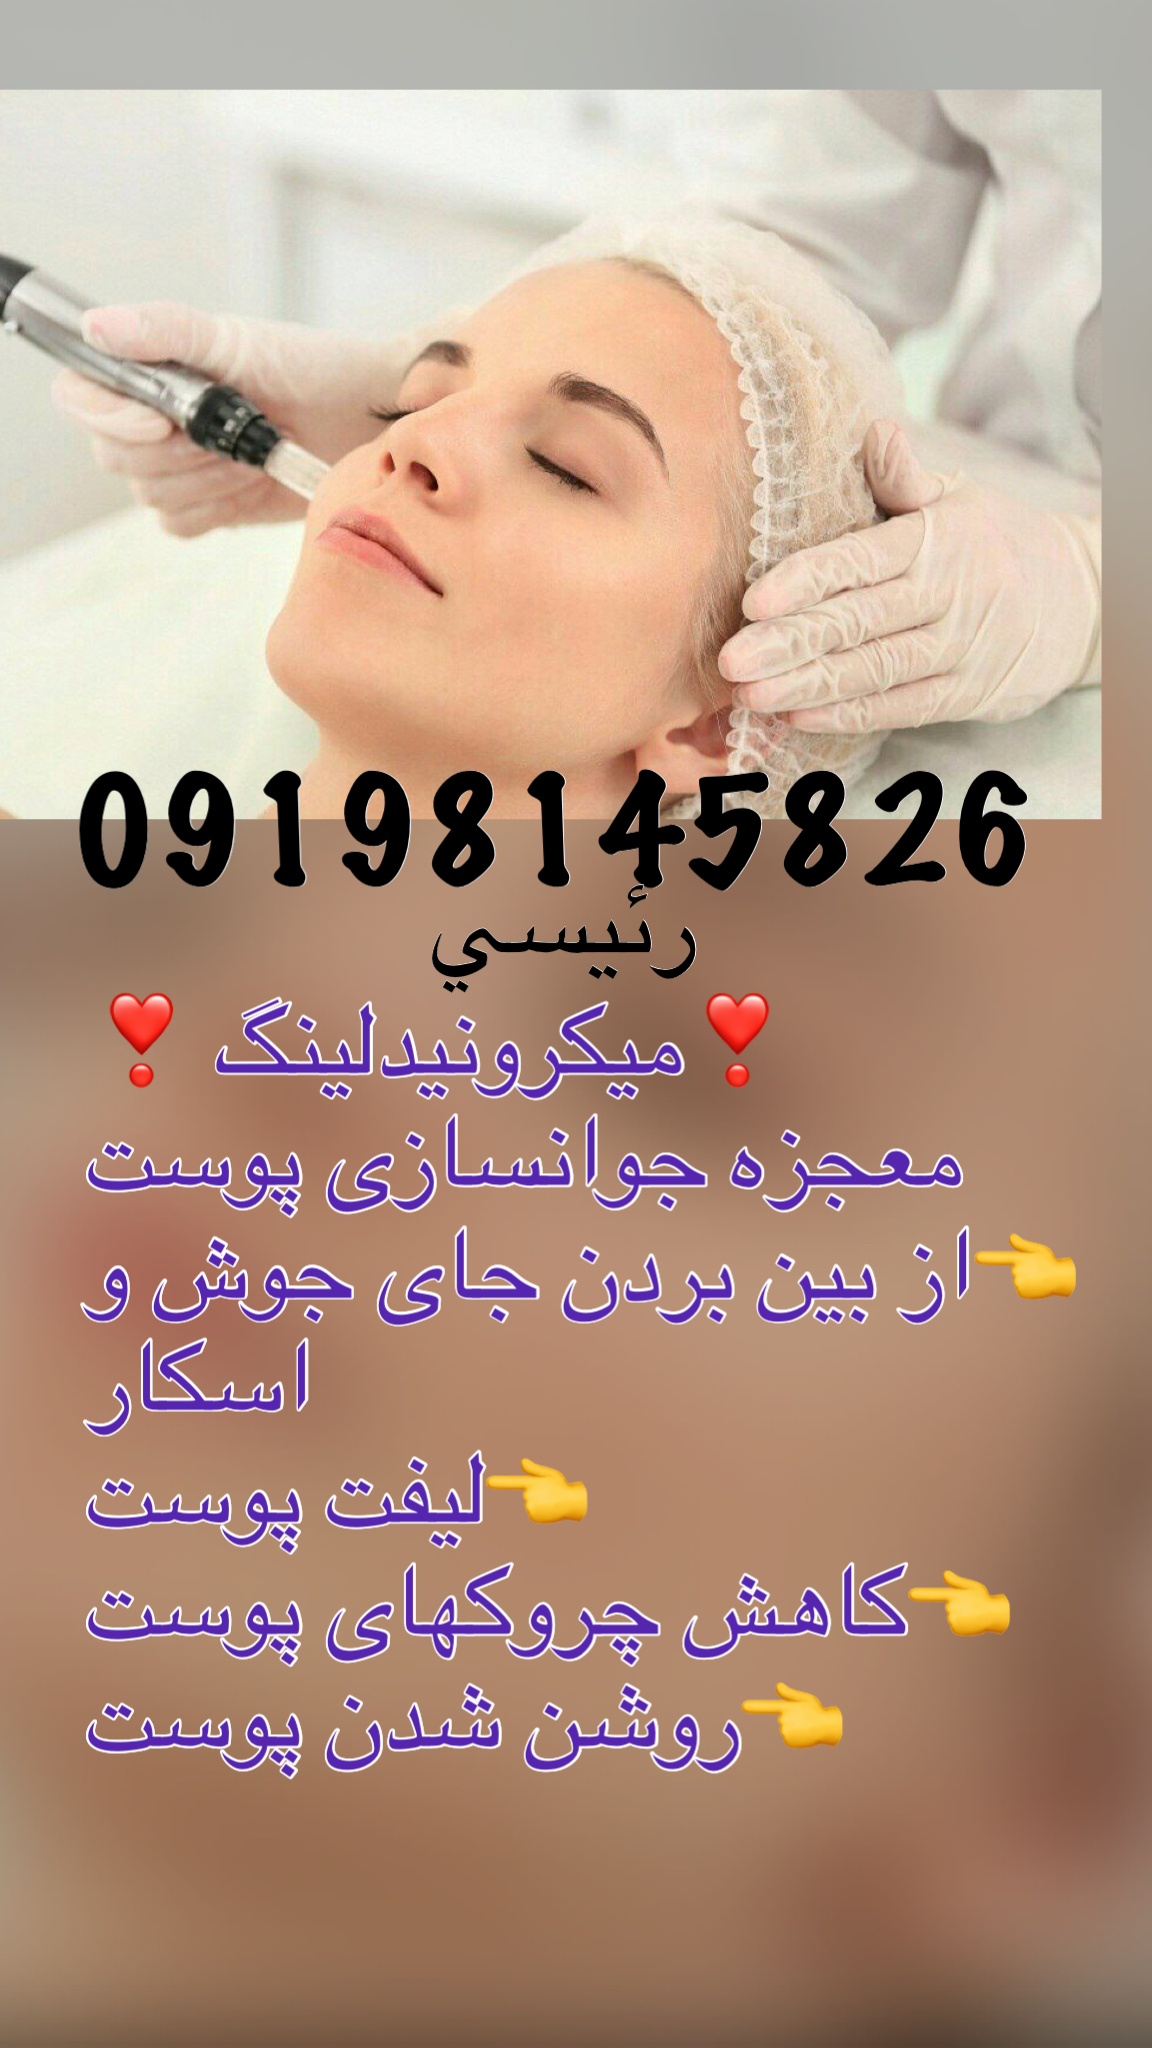 09198145826
رئيسي
❣️میکرونیدلینگ ❣️
معجزه جوانسازی پوست
👈از بین بردن جای جوش و
اسکار
👈لیفت پوست
👈کاهش چروکهای پوست
👈روشن شدن پوست